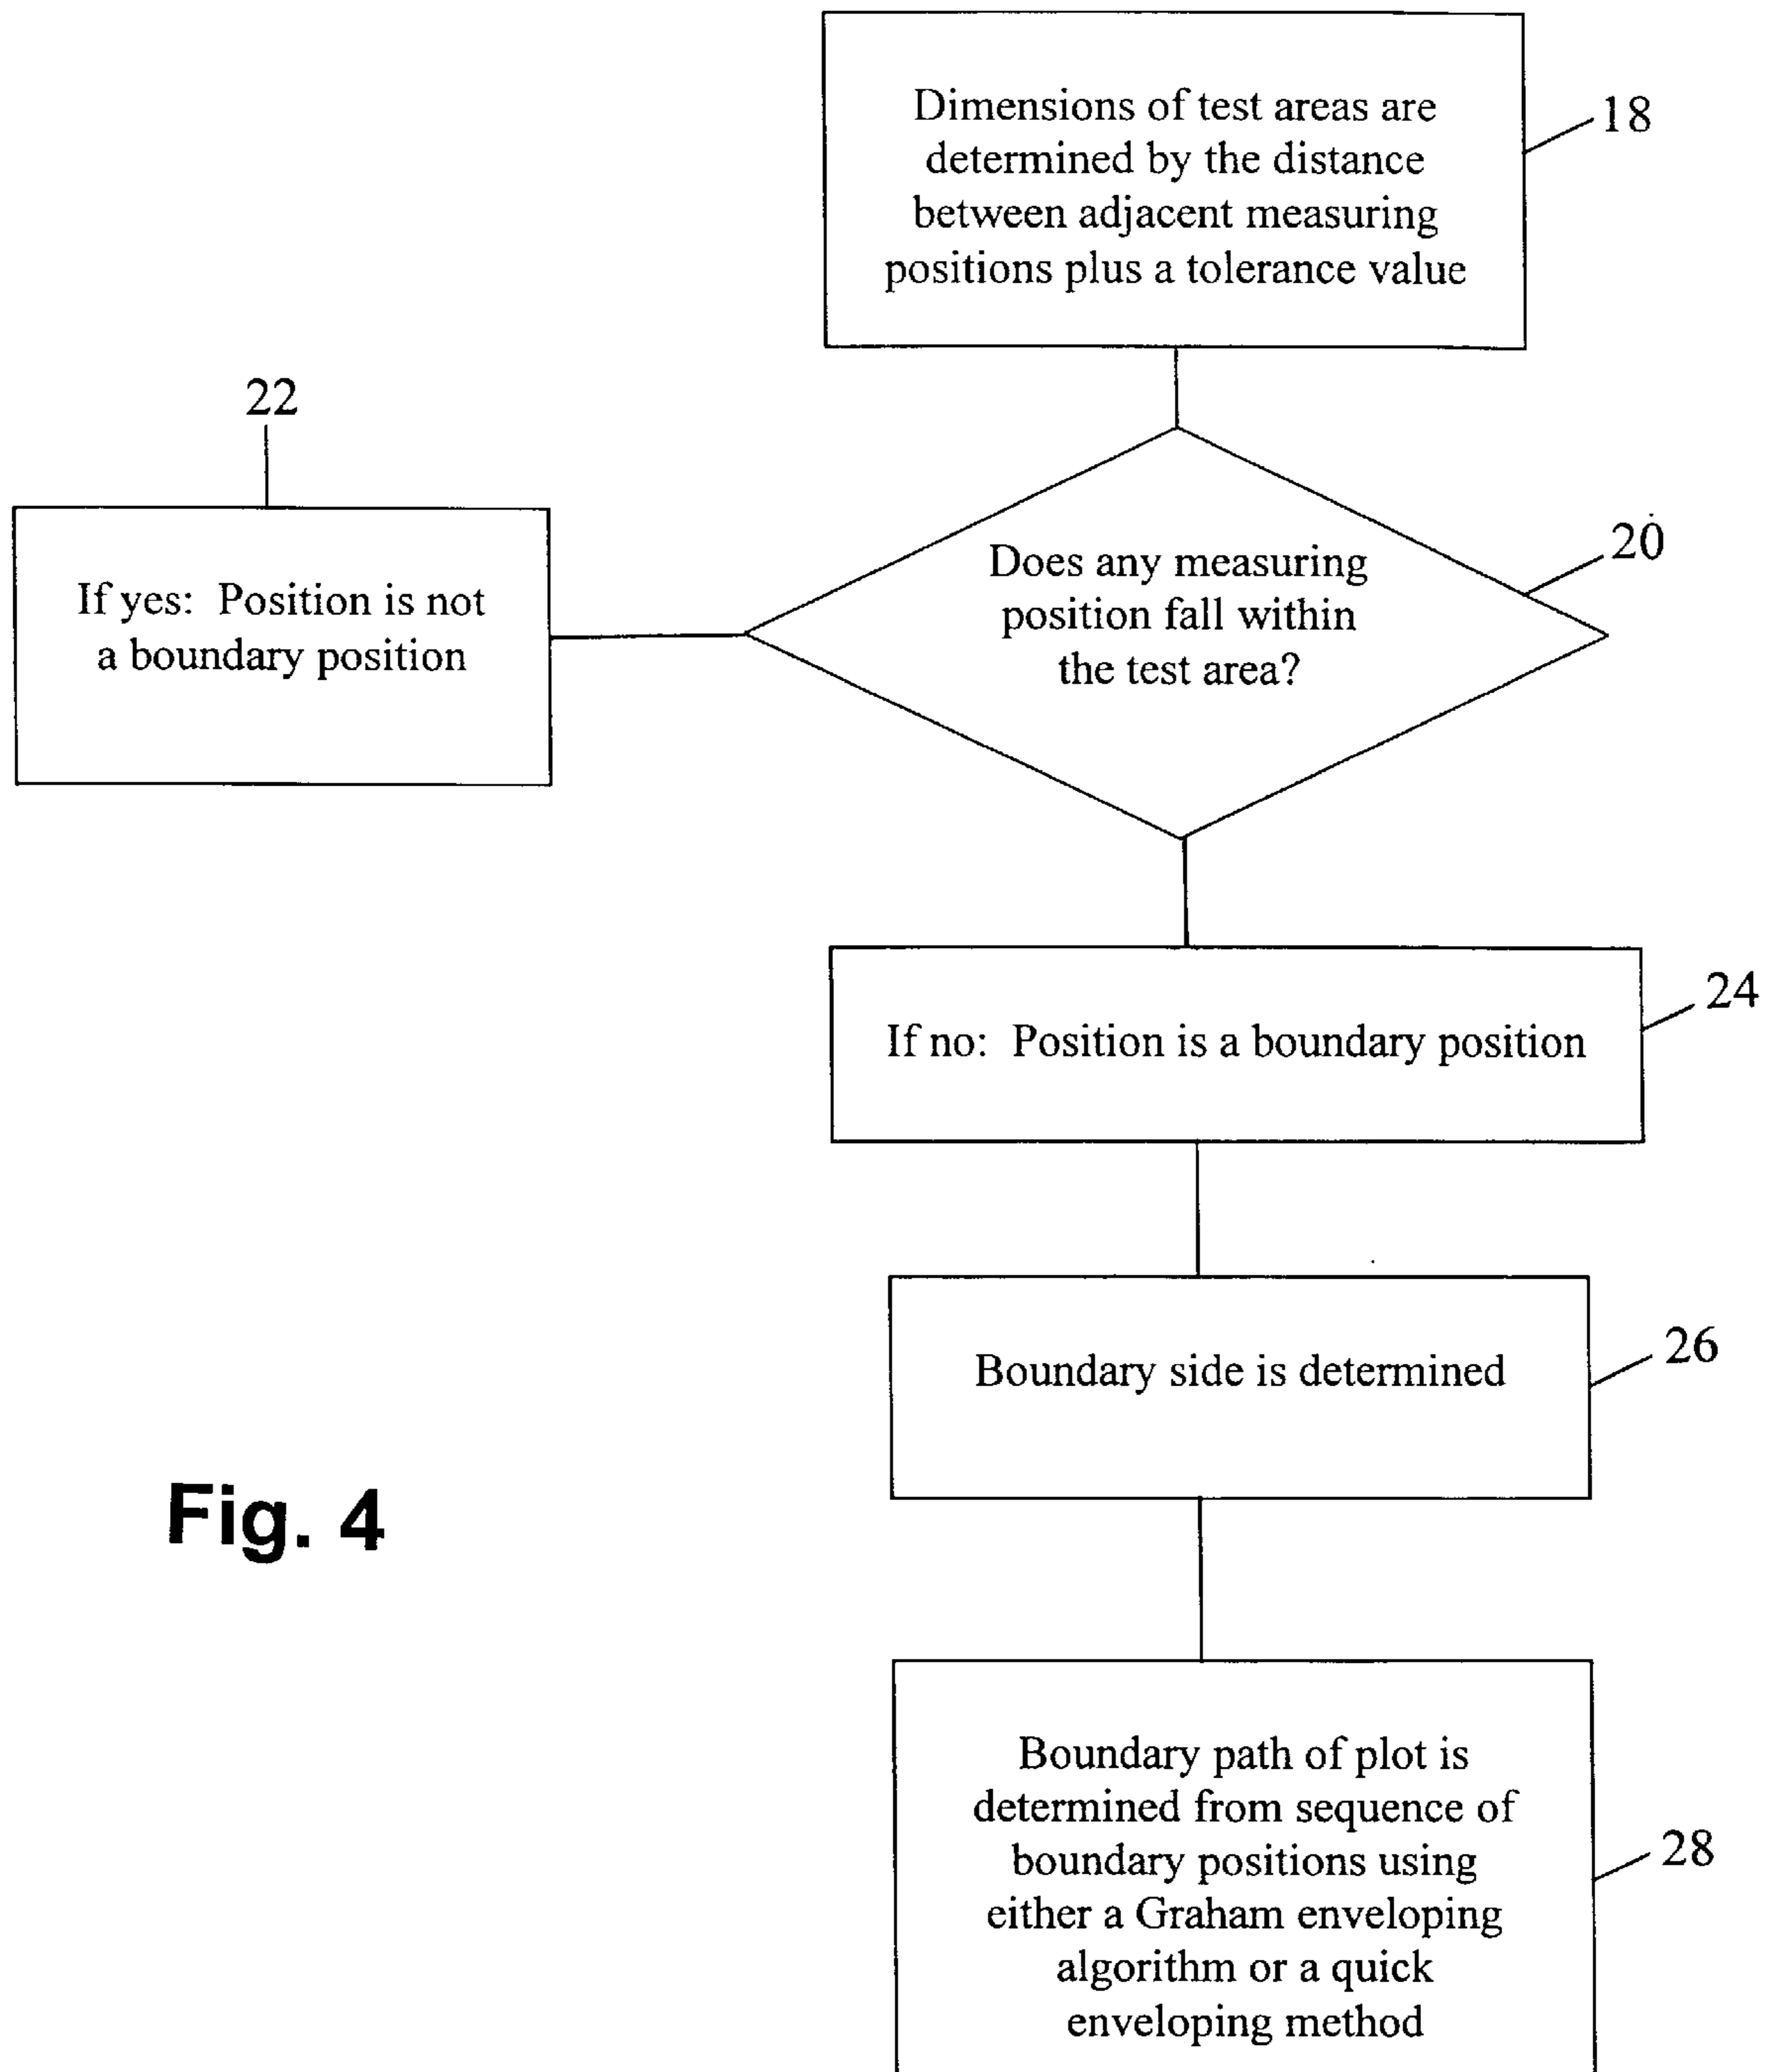 Dimensions of test areas are
determined by the distance
between adjacent measuring
positions plus a tolerance value
18
22
If yes: Position is not
a boundary position
Does any measuring
position fall within
the test area?
20
If no: Position is a boundary position
24
Boundary side is determined
26
Fig. 4
Boundary path of plot is
determined from sequence of
boundary positions using
either a Graham enveloping
algorithm or a quick
enveloping method
28